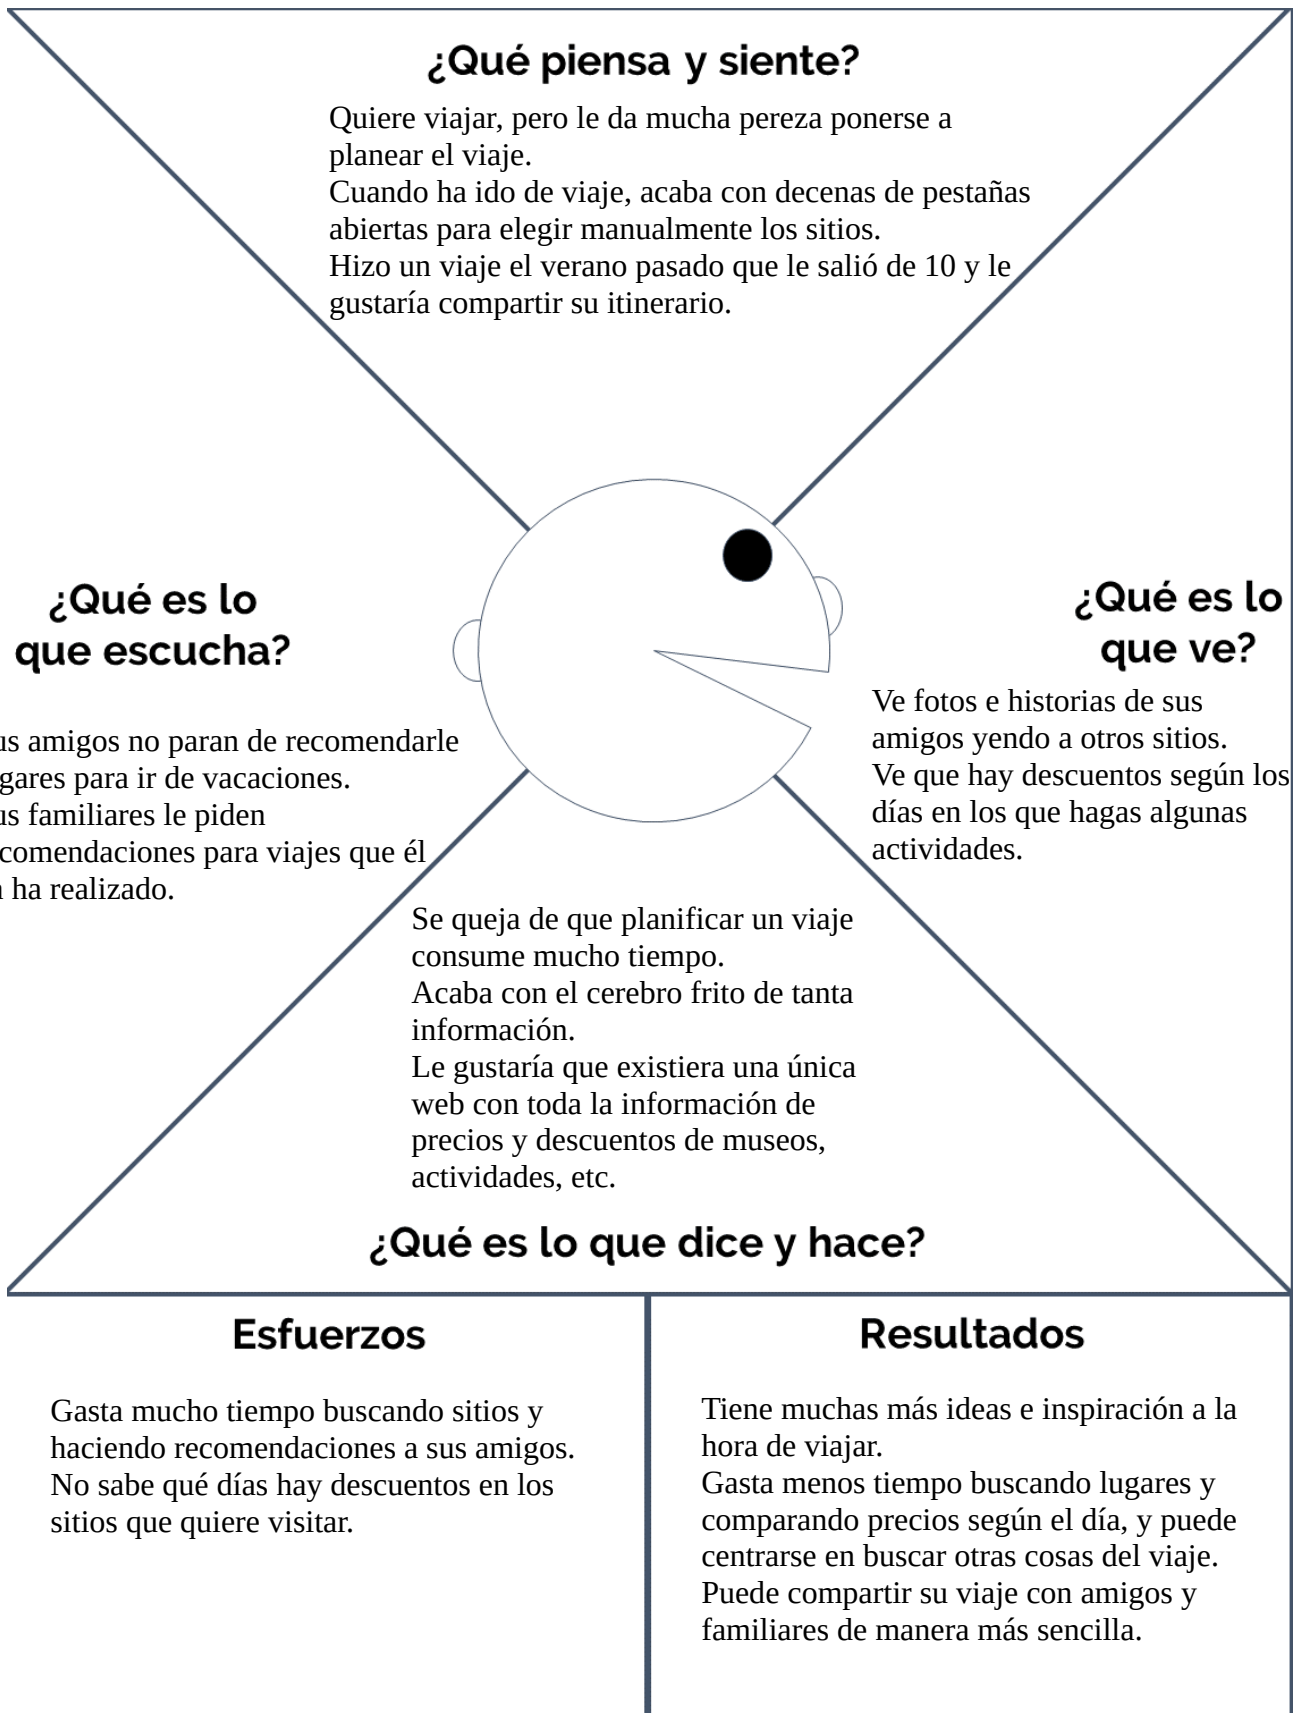 ¿Qué piensa y siente?
Quiere viajar, pero le da mucha pereza ponerse a
planear el viaje.
Cuando ha ido de viaje, acaba con decenas de pestañas
abiertas para elegir manualmente los sitios.
Hizo un viaje el verano pasado que le salió de 10 y le
gustaría compartir su itinerario.
¿Qué es lo
que escucha?
amigos no paran de recomendarle
para ir de vacaciones.
familiares le piden
para viajes que él
ha realizado.
¿Qué es lo
que ve?
Ve fotos e historias de sus
amigos yendo a otros sitios.
Ve que hay descuentos según los
días en los que hagas algunas
actividades.
Se queja de que planificar un viaje
consume mucho tiempo.
Acaba con el cerebro frito de tanta
información.
Le gustaría que existiera una única
web con toda la información de
precios y descuentos de museos,
actividades, etc.
¿Qué es lo que dice y hace?
Esfuerzos
Gasta mucho tiempo buscando sitios y
haciendo recomendaciones a sus amigos.
No sabe qué días hay descuentos en los
sitios que quiere visitar.
Resultados
Tiene muchas más ideas e inspiración a la
hora de viajar.
Gasta menos tiempo buscando lugares y
comparando precios según el día, y puede
centrarse en buscar otras cosas del viaje.
Puede compartir su viaje con amigos y
familiares de manera más sencilla.